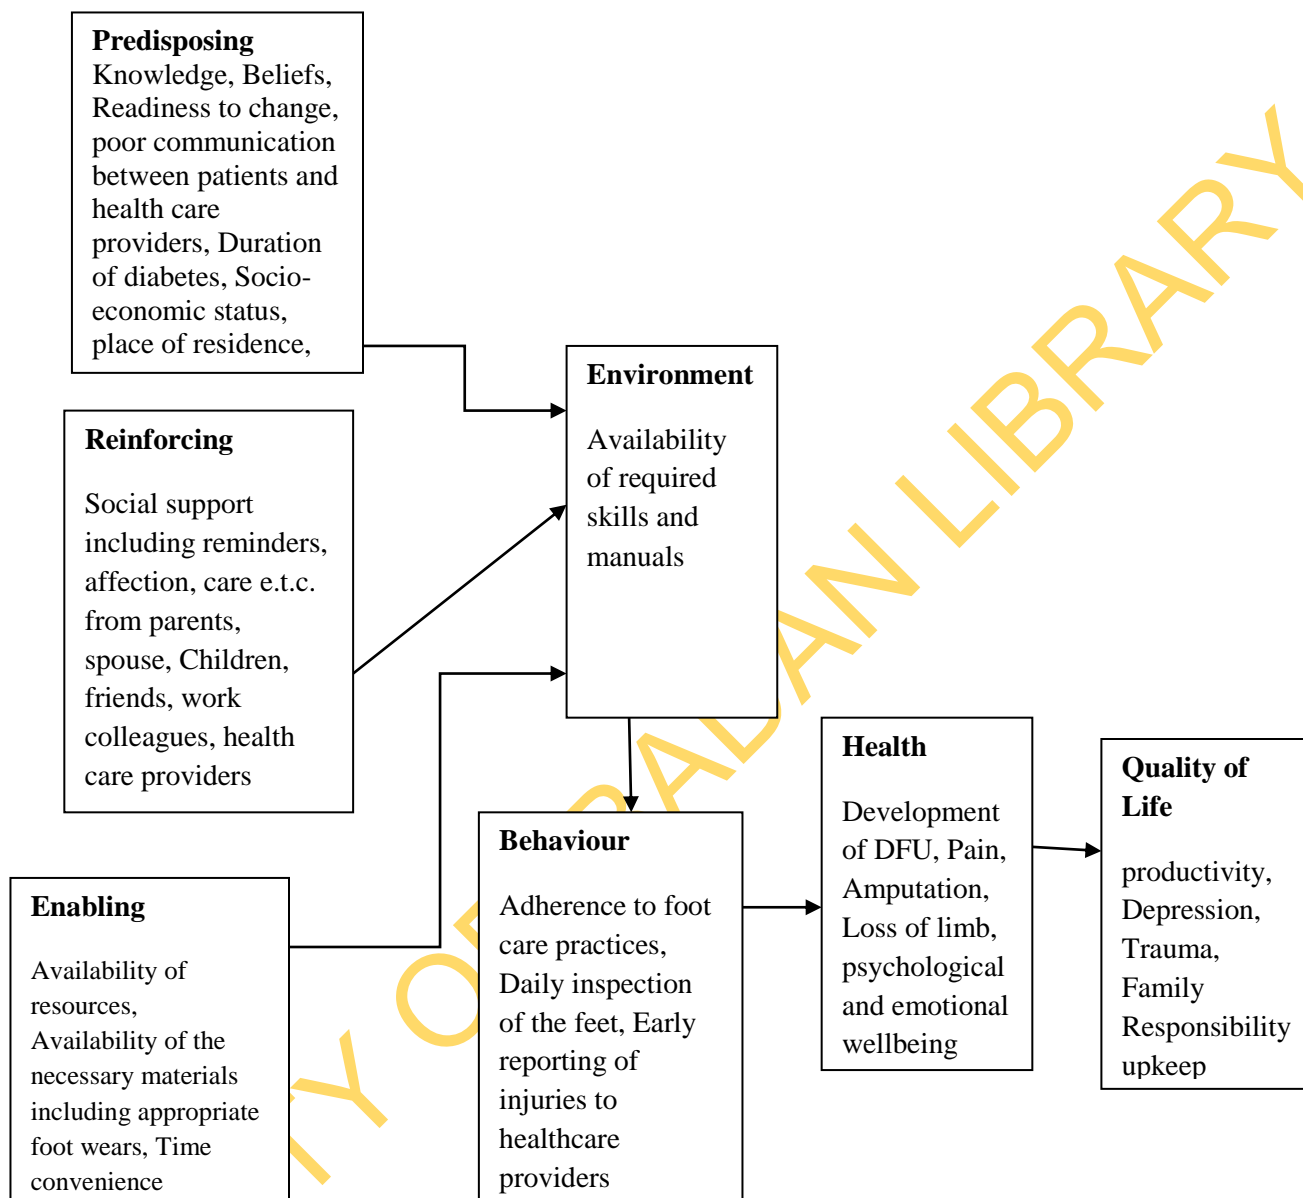 Predisposing
Knowledge, Beliefs,
Readiness to change,
poor communication
between patients and
health care
providers, Duration
of diabetes, Socio-
economic status,
place of residence,
Reinforcing
Social support
including reminders,
affection, care e.t.c.
from parents,
spouse, Children,
friends, work
colleagues, health
care providers
Enabling
Availability of
resources,
Availability of the
necessary materials
including appropriate
foot wears, Time
convenience
Environment
Availability
of required
skills and
manuals
Behaviour
Adherence to foot
care practices,
Daily inspection
of the feet, Early
reporting of
injuries to
healthcare
providers
Health
Development
of DFU, Pain,
Amputation,
Loss of limb,
psychological
and emotional
wellbeing
Quality of
Life
productivity,
Depression,
Trauma,
Family
Responsibility
upkeep
LIBRARY